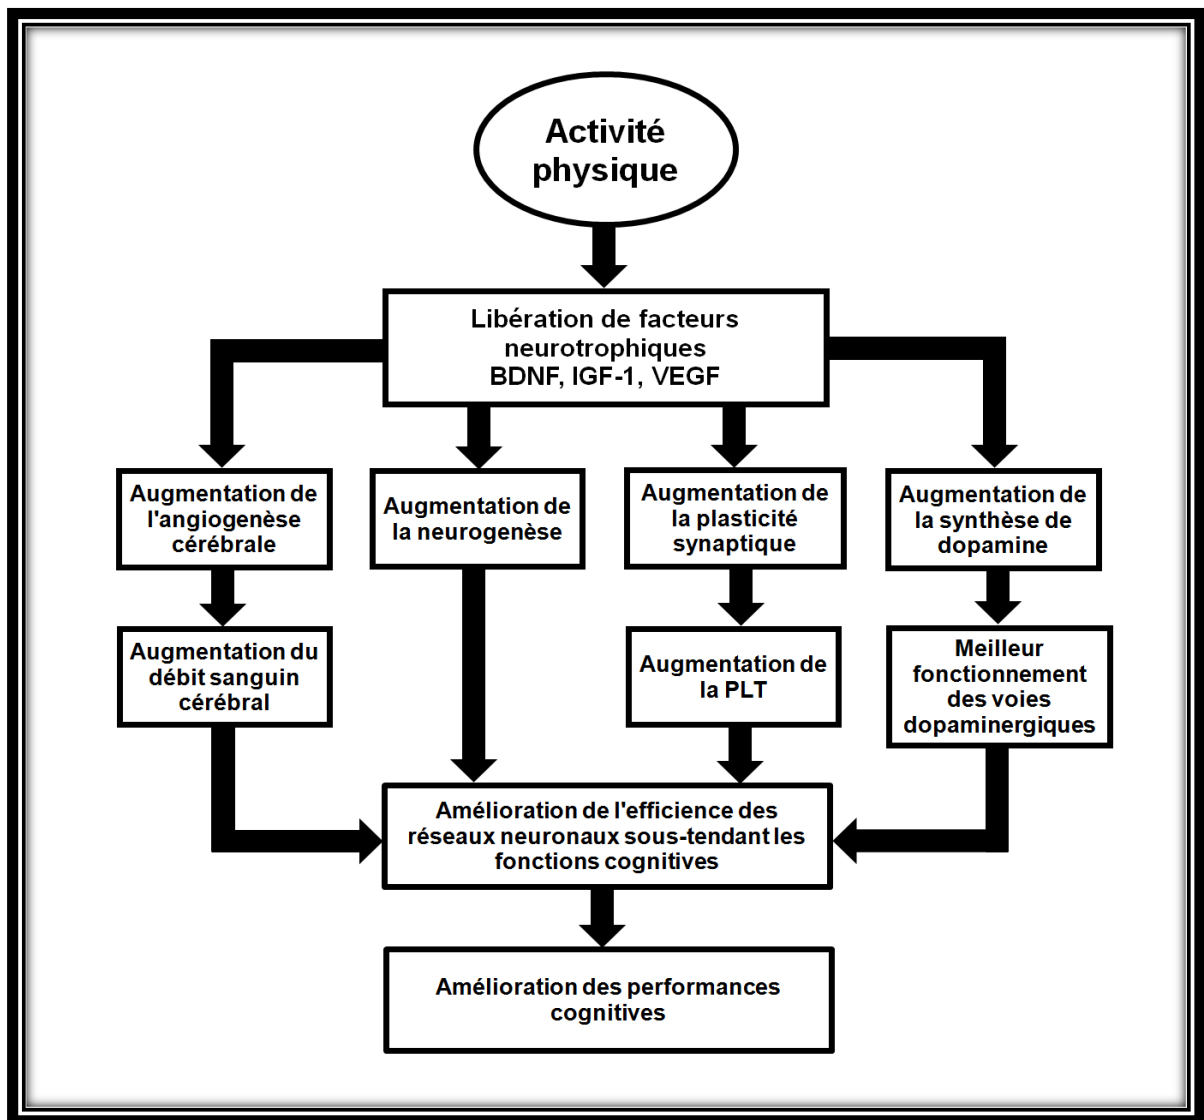 Activité
physique
Libération de facteurs
neurotrophiques
BDNF, IGF-1, VEGF
Augmentation de
l'angiogenèse
cérébrale
Augmentation de
la neurogenèse
Augmentation de
la plasticité
synaptique
Augmentation de
la synthèse de
dopamine
Augmentation du
débit sanguin
cérébral
Augmentation de
la PLT
Meilleur
fonctionnement
des voies
dopaminergiques
Amélioration de l'efficience des
réseaux neuronaux sous-tendant les
fonctions cognitives
Amélioration des performances
cognitives